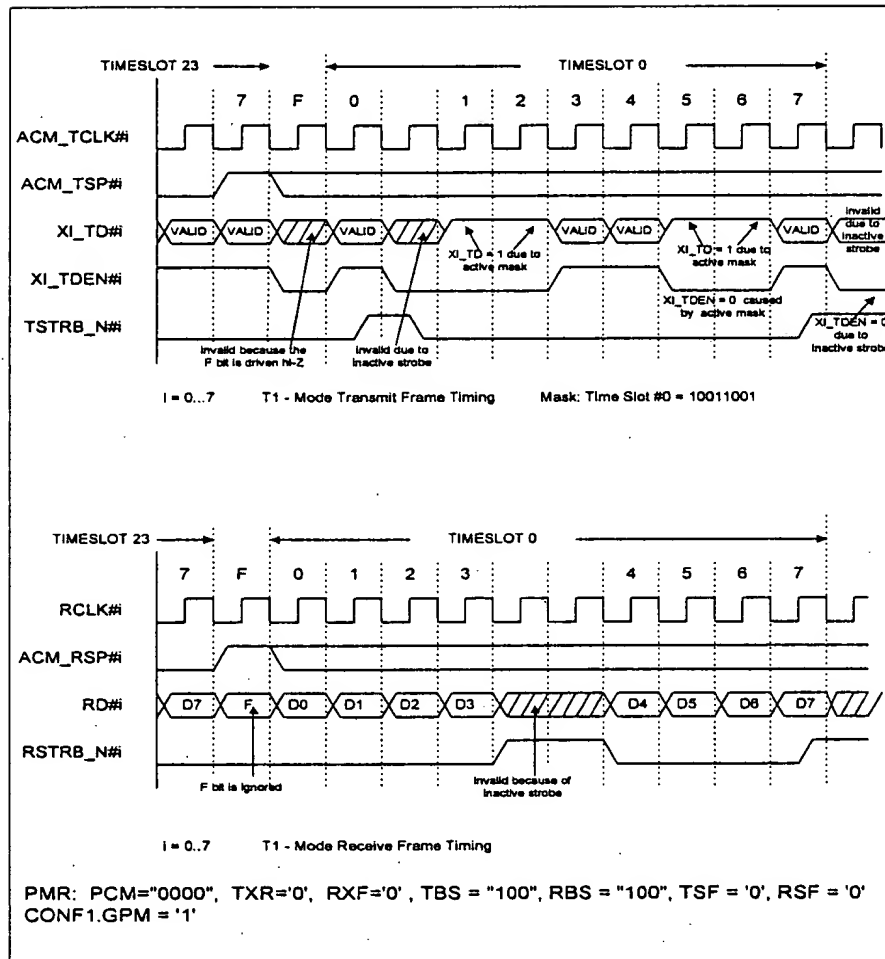 TIMESLOT 23 TIMESLOT 0
7 F 0 1 2 3 4 5 6 7
ACM_TCLK#i
ACM_TSP#i
XI_TD#i VALID VALID VALID VALID VALID VALID
XI_TD = 1 due to active mask
XI_TD = 1 due to active mask
Invalid due to inactive strobe
XI_TDEN#i
XI_TDEN = 0 caused by active mask
XI_TDEN = 0 due to inactive strobe
TSTRB_N#i
Invalid because the F bit is driven hi-Z
Invalid due to inactive strobe
i = 0...7 T1 - Mode Transmit Frame Timing Mask: Time Slot #0 = 10011001
TIMESLOT 23 TIMESLOT 0
7 F 0 1 2 3 4 5 6 7
RCLK#i
ACM_RSP#i
RD#i D7 F D0 D1 D2 D3 D4 D5 D6 D7
RSTRB_N#i
F bit is ignored
Invalid because of inactive strobe
i = 0..7 T1 - Mode Receive Frame Timing
PMR: PCM="0000", TXR='0', RXF='0' , TBS = "100", RBS = "100", TSF = '0', RSF = '0'
CONF1.GPM = '1'